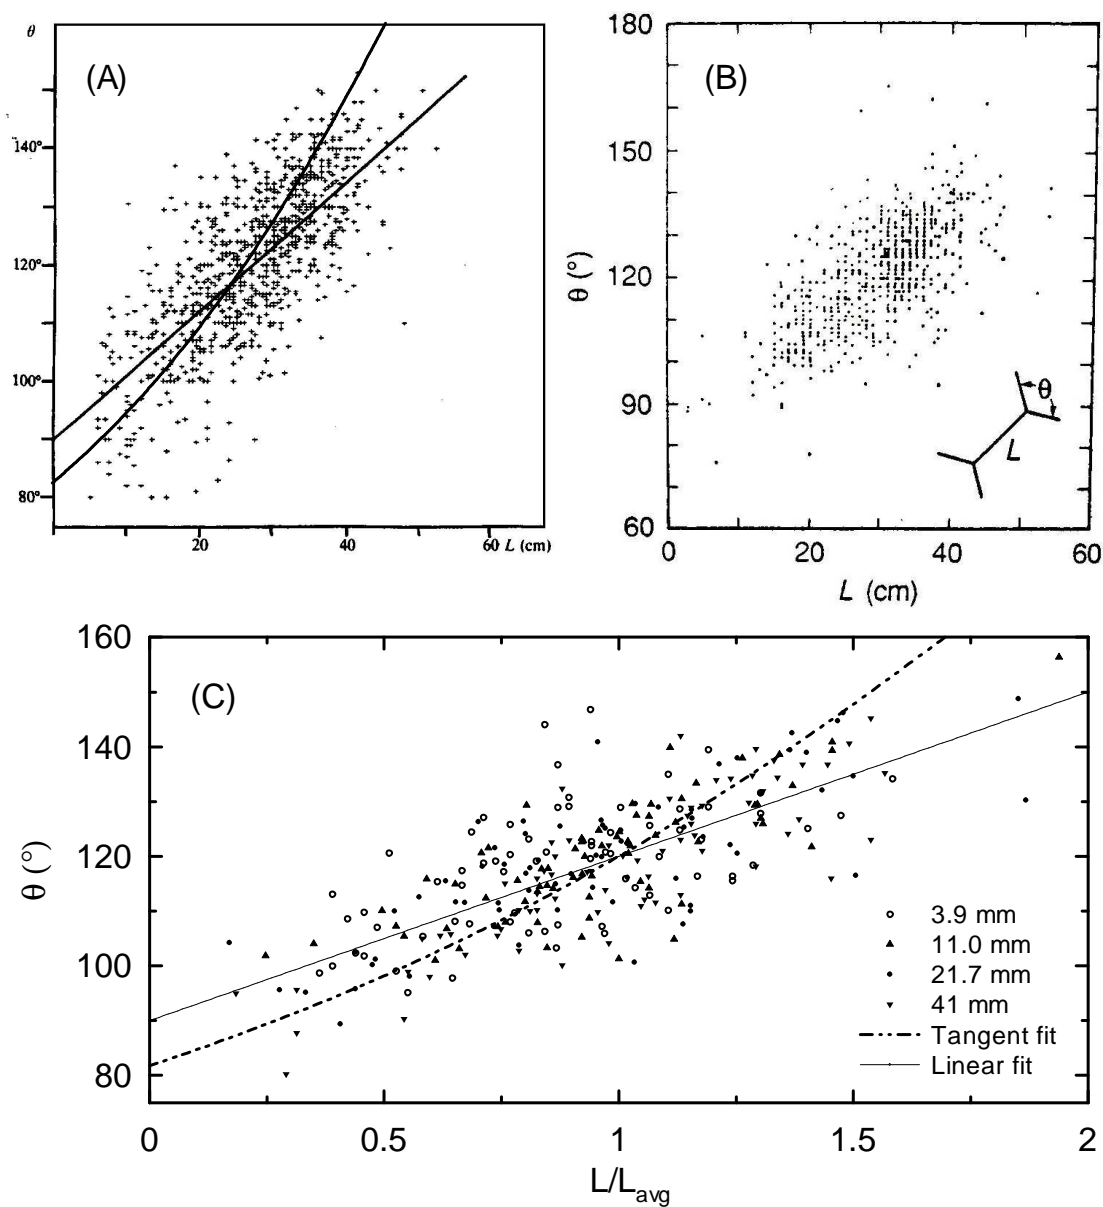 θ
(A)
140°
120°
100°
80°
20
40
60 L (cm)
180
(B)
150
θ (°)
120
90
60
θ
L
0
20
40
60
L (cm)
160
(C)
140
θ (°)
120
100
80
3.9 mm
11.0 mm
21.7 mm
41 mm
Tangent fit
Linear fit
0
0.5
1
1.5
2
L/Lavg